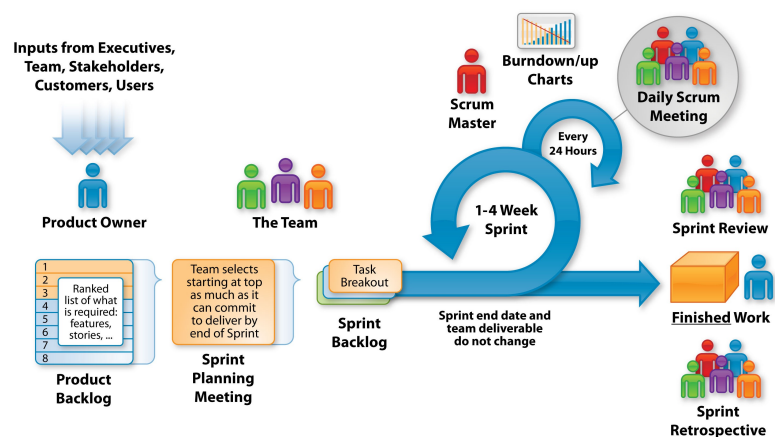 Inputs from Executives,
Team, Stakeholders,
Customers, Users
Product Owner
The Team
Scrum
Master
Burndown/up
Charts
Daily Scrum
Meeting
Every
24 Hours
1-4 Week
Sprint
Sprint Review
1
2
3
4
5
6
7
8
Ranked
list of what
is required:
features,
stories, ...
Product
Backlog
Team selects
starting at top
as much as it
can commit
to deliver by
end of Sprint
Sprint
Planning
Meeting
Task
Breakout
Sprint
Backlog
Sprint end date and
team deliverable
do not change
Finished Work
Sprint
Retrospective